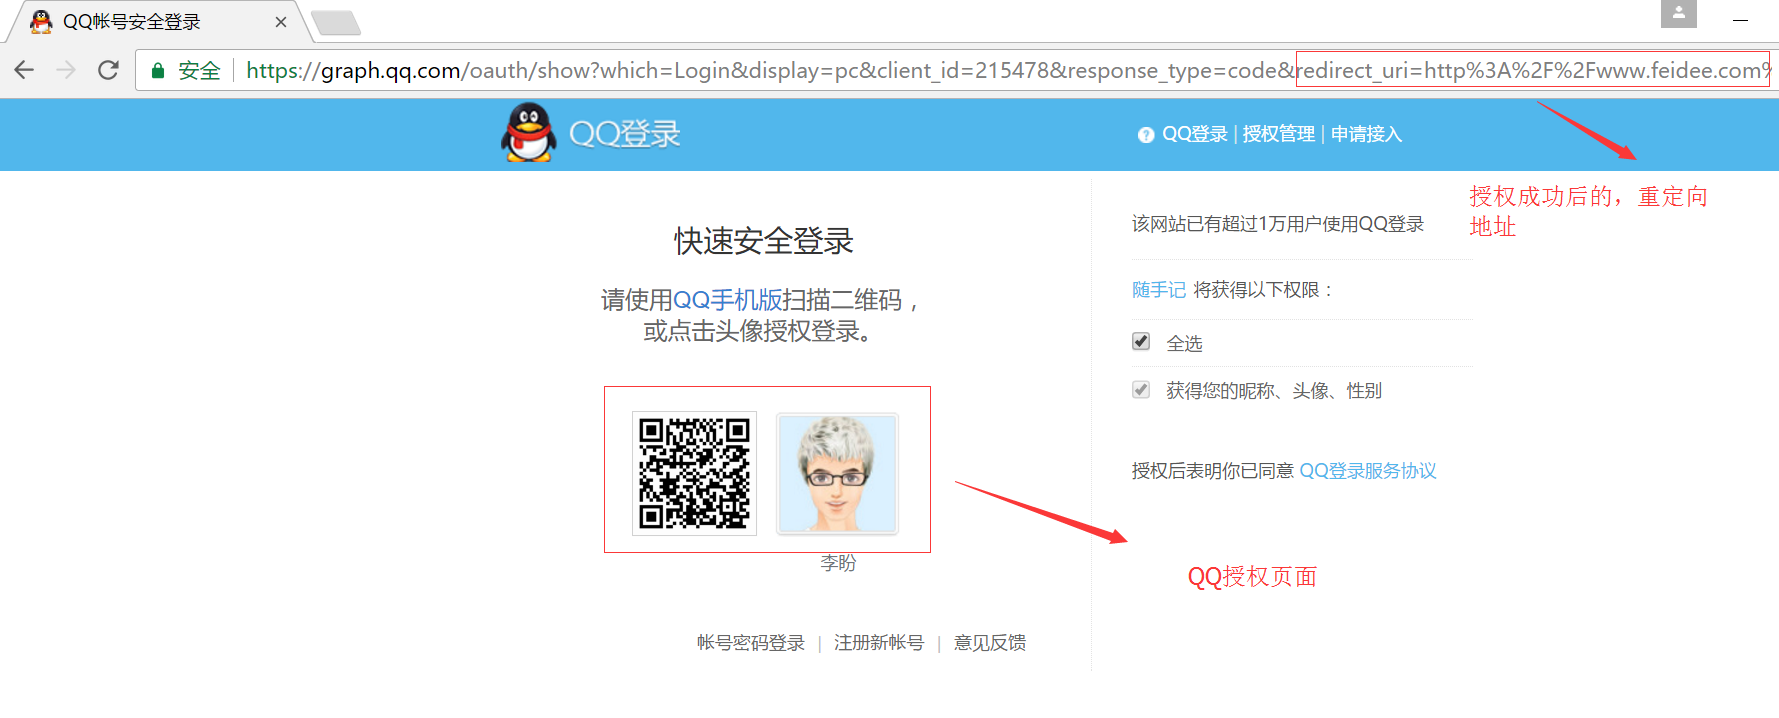 QQ帐号安全登录
安全 https://graph.qq.com/oauth/show?which=Login&display=pc&client_id=215478&response_type=code&redirect_uri=http%3A%2F%2Fwww.feidee.com%
QQ登录
QQ登录 | 授权管理 | 申请接入
授权成功后的，重定向
地址
快速安全登录
请使用QQ手机版扫描二维码，
或点击头像授权登录。
李盼
帐号密码登录 | 注册新帐号 | 意见反馈
该网站已有超过1万用户使用QQ登录
随手记 将获得以下权限：
全选
获得您的昵称、头像、性别
授权后表明你已同意 QQ登录服务协议
QQ授权页面